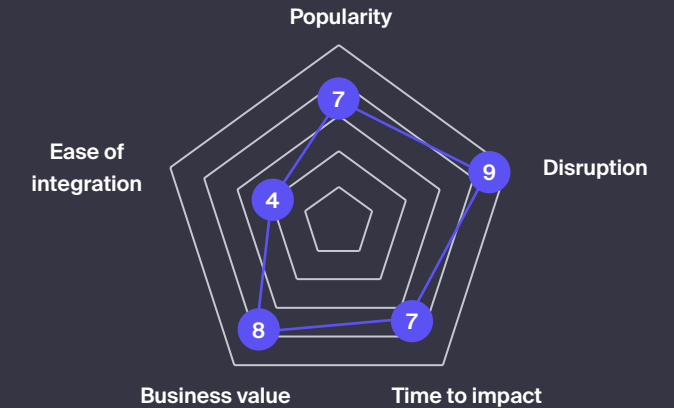 Popularity
7
Ease of
integration
Disruption
9
4
8
7
Business value
Time to impact